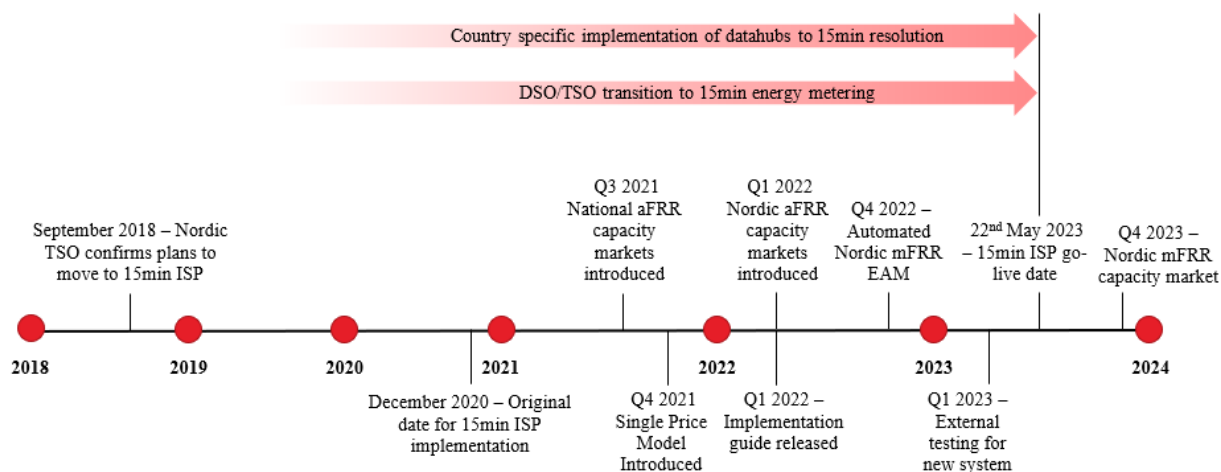 Country specific implementation of datahubs to 15min resolution
DSO/TSO transition to 15min energy metering
September 2018 – Nordic
TSO confirms plans to
move to 15min ISP
Q3 2021
National aFRR
capacity
markets
introduced
Q1 2022
Nordic aFRR
capacity
markets
introduced
Q4 2022 –
Automated
Nordic mFRR
EAM
22nd May 2023
– 15min ISP go-
live date
Q4 2023 –
Nordic mFRR
capacity market
2018
2019
2020
2021
2022
2023
2024
December 2020 – Original
date for 15min ISP
implementation
Q4 2021
Single Price
Model
Introduced
Q1 2022 –
Implementation
guide released
Q1 2023 –
External
testing for
new system